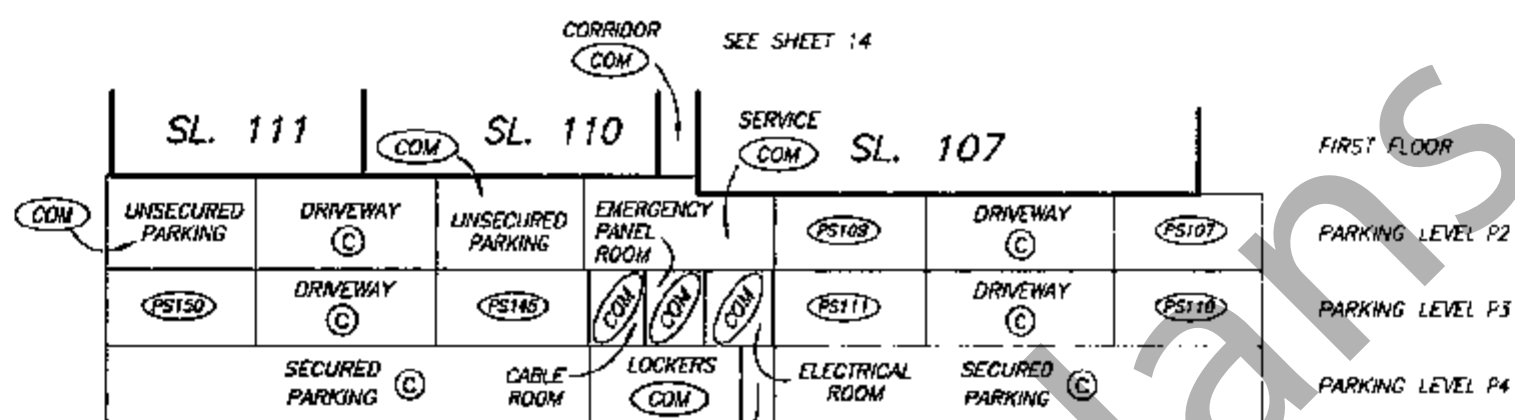 CORRIDOR
COM
SEE SHEET 14
SL. 111
COM
SL. 110
SERVICE
COM
SL. 107
FIRST FLOOR
COM
UNSECURED
PARKING
DRIVEWAY
C
UNSECURED
PARKING
EMERGENCY
PANEL
ROOM
PS108
DRIVEWAY
C
PS107
PARKING LEVEL P2
PS150
DRIVEWAY
C
COM
COM
COM
PS111
DRIVEWAY
C
PS110
PARKING LEVEL P3
SECURED
PARKING
C
CABLE
ROOM
LOCKERS
COM
ELECTRICAL
ROOM
SECURED
PARKING
C
PARKING LEVEL P4